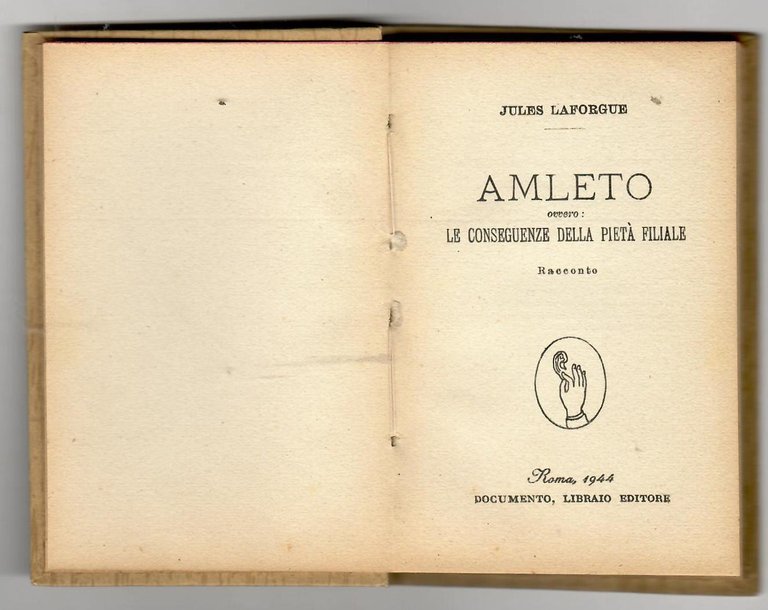 JULES LAFORGUE
AMLETO
ovvero:
LE CONSEGUENZE DELLA PIETÀ FILIALE
Racconto
Roma, 1944
DOCUMENTO, LIBRAIO EDITORE